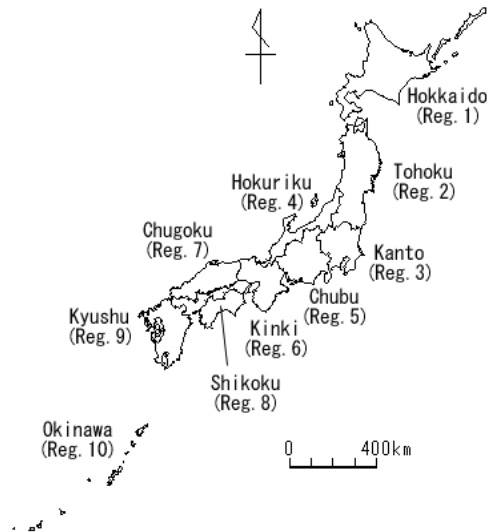 Hokkaido
(Reg. 1)
Tohoku
(Reg. 2)
Hokuriku
(Reg. 4)
Chugoku
(Reg. 7)
Kanto
(Reg. 3)
Chubu
(Reg. 5)
Kyushu
(Reg. 9)
Kinki
(Reg. 6)
Shikoku
(Reg. 8)
Okinawa
(Reg. 10)
0 400km